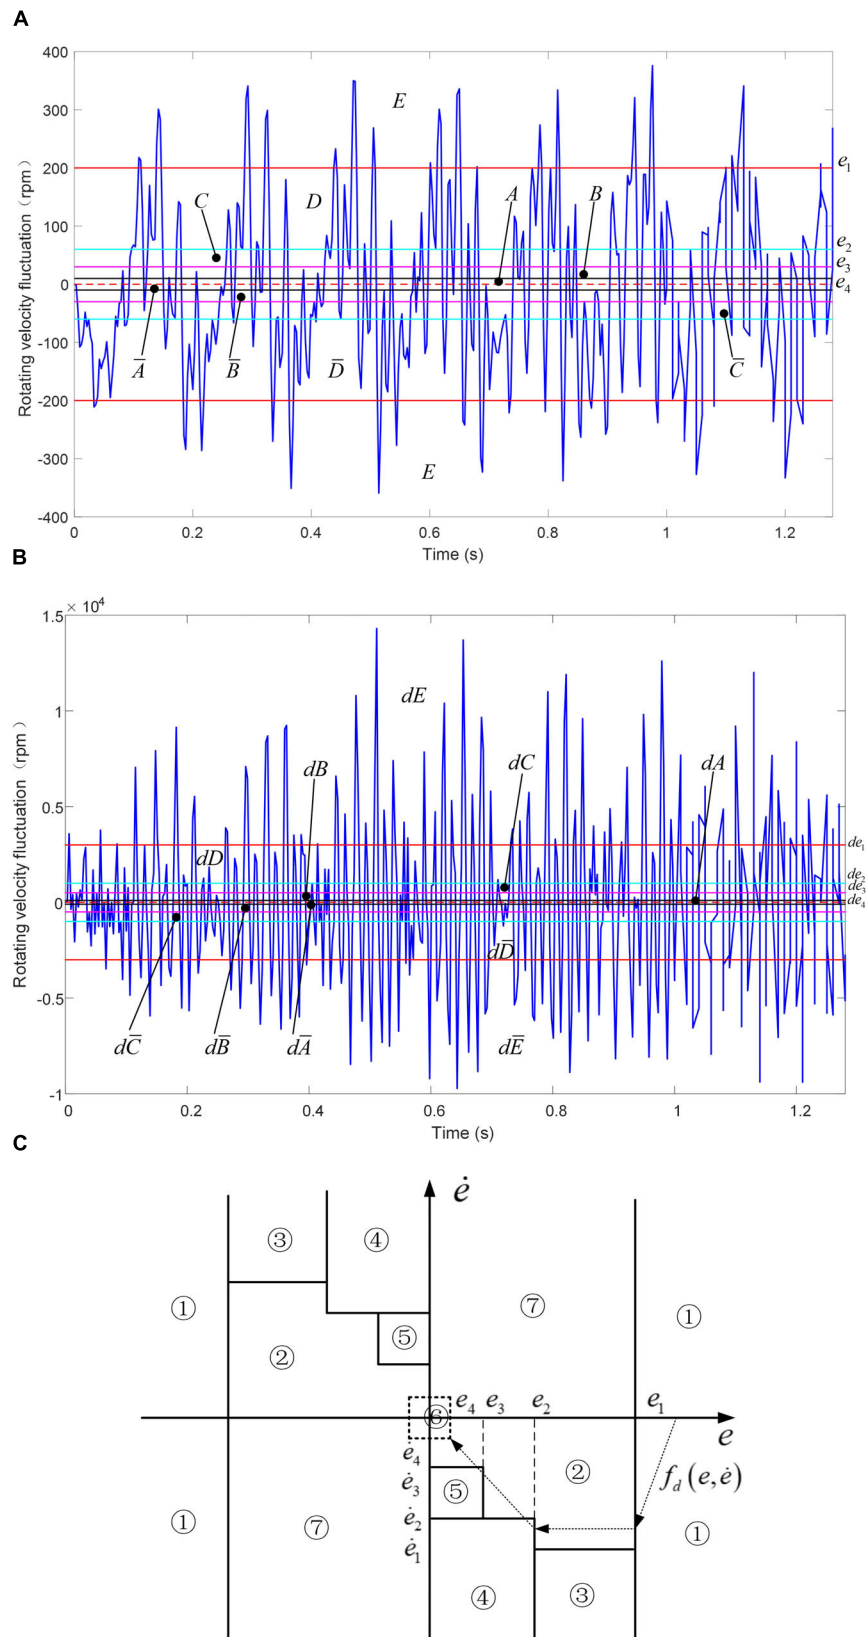 A
400
300
200
100
0
-100
-200
-300
-400
Rotating velocity fluctuation (rpm)
E
C
D
A
B
e1
e2
e3
e4
A̅
B̅
D̅
C̅
E
0
0.2
0.4
0.6
0.8
1
1.2
Time (s)
B
1.5 × 10^4
1
0.5
0
-0.5
-1
Rotating velocity fluctuation (rpm)
dE
dB
dC
dA
dD
de1
de2
de3
de4
dD̅
dC̅
dB̅
dA̅
dE̅
0
0.2
0.4
0.6
0.8
1
1.2
Time (s)
C
ė
③ ④
① ⑦ ①
② ⑤
⑥ e4 e3 e2 e1
e
ė4
ė3 ⑤ ② fd(e,ė)
① ⑦ ė2 ①
ė1
④ ③